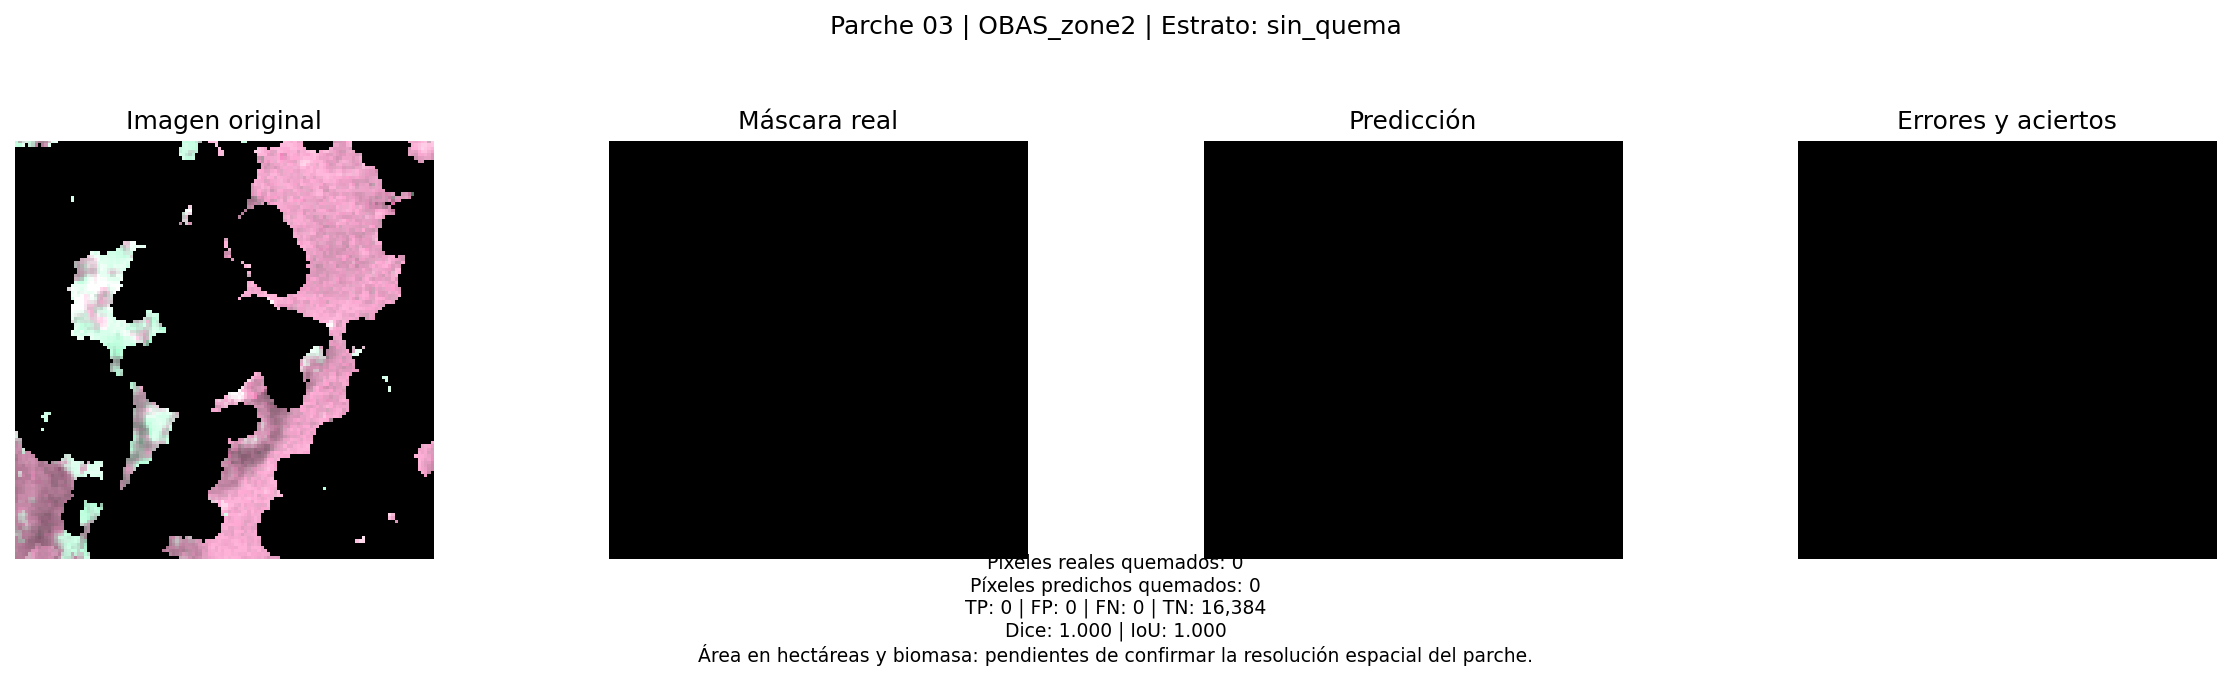 Parche 03 | OBAS_zone2 | Estrato: sin_quema
Imagen original
Máscara real
Predicción
Errores y aciertos
Píxeles reales quemados: 0
Píxeles predichos quemados: 0
TP: 0 | FP: 0 | FN: 0 | TN: 16,384
Dice: 1.000 | IoU: 1.000
Área en hectáreas y biomasa: pendientes de confirmar la resolución espacial del parche.